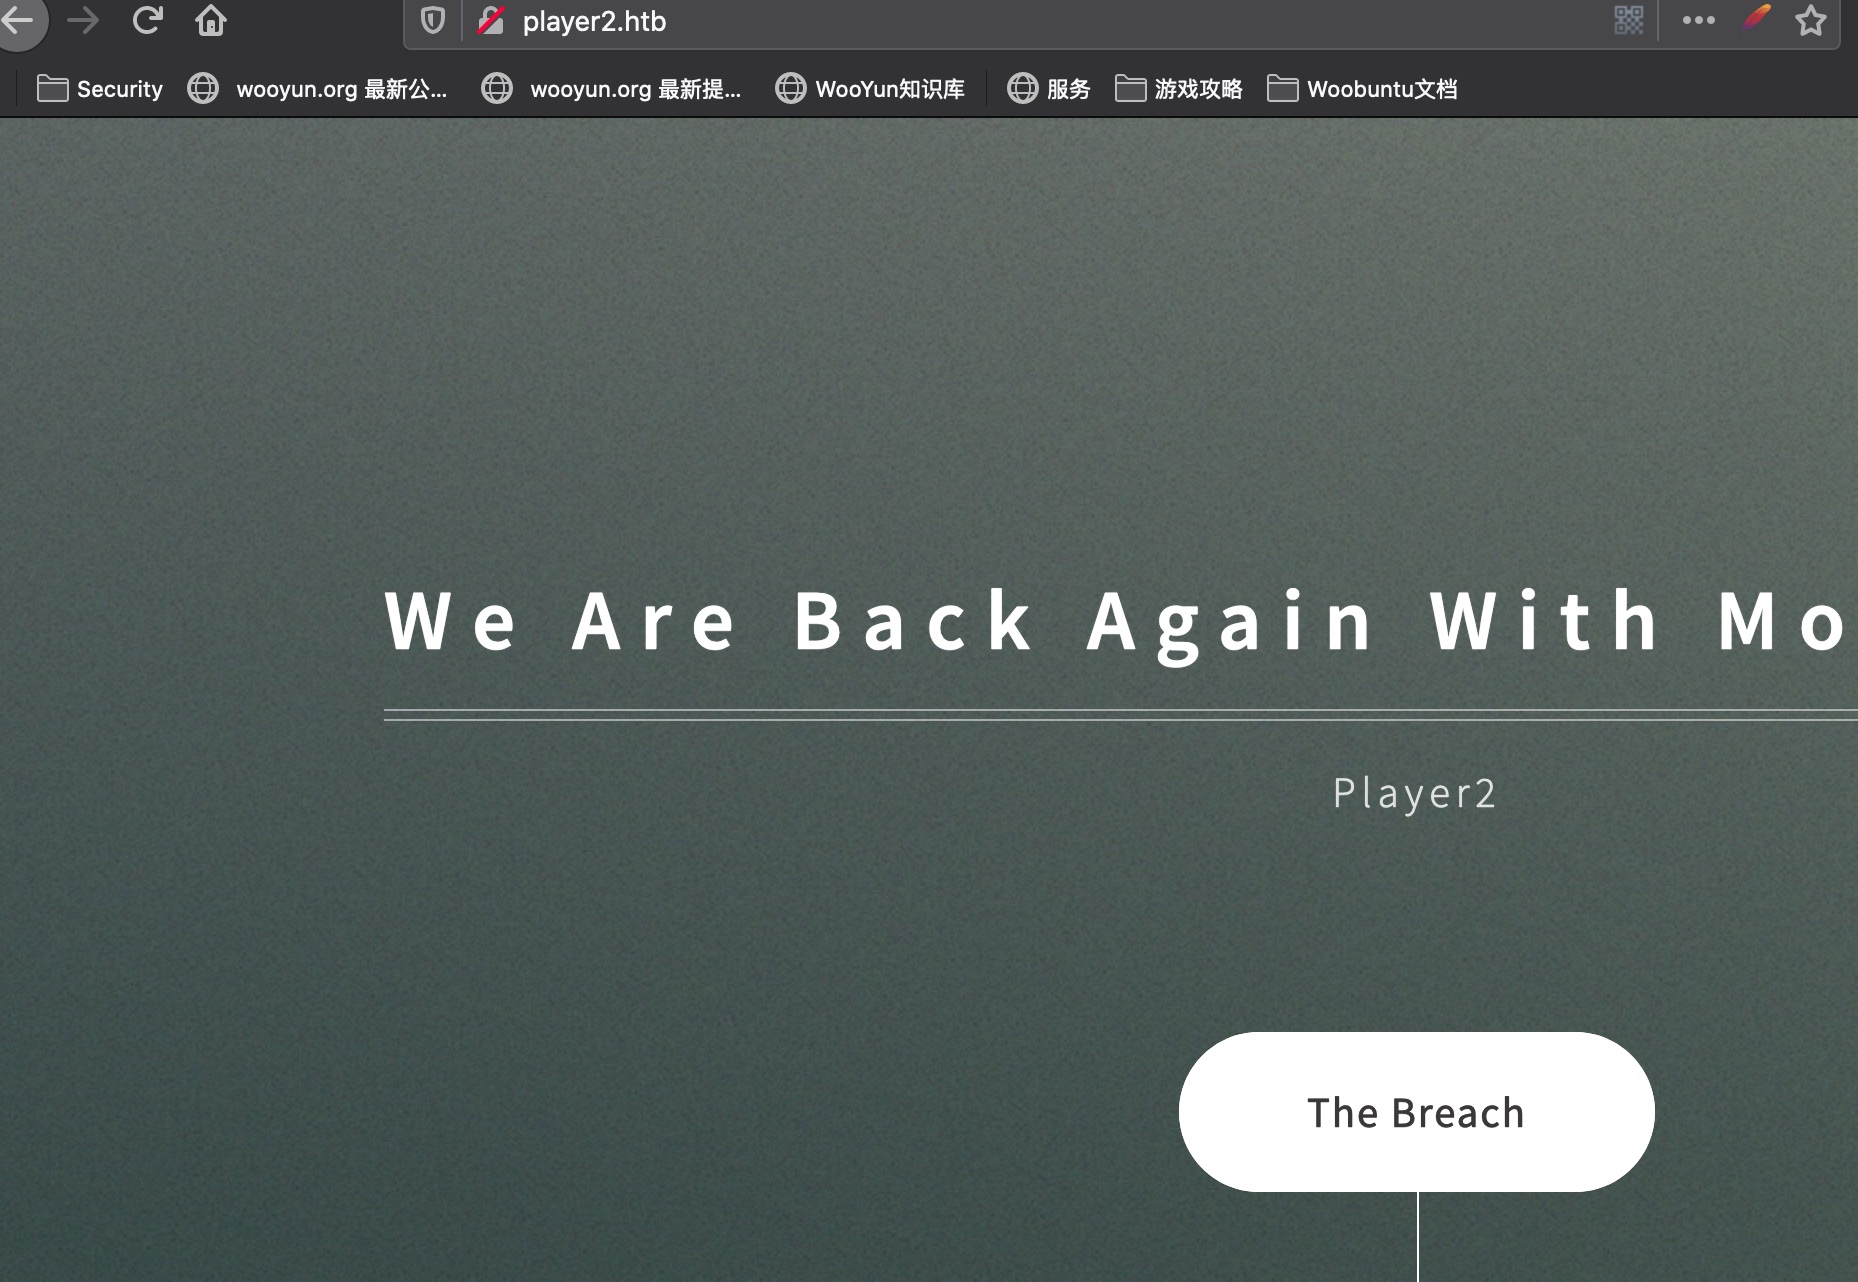 player2.htb
Security wooyun.org 最新公... wooyun.org 最新提... WooYun知识库 服务 游戏攻略 Woobuntu文档
We Are Back Again With Mo
Player2
The Breach